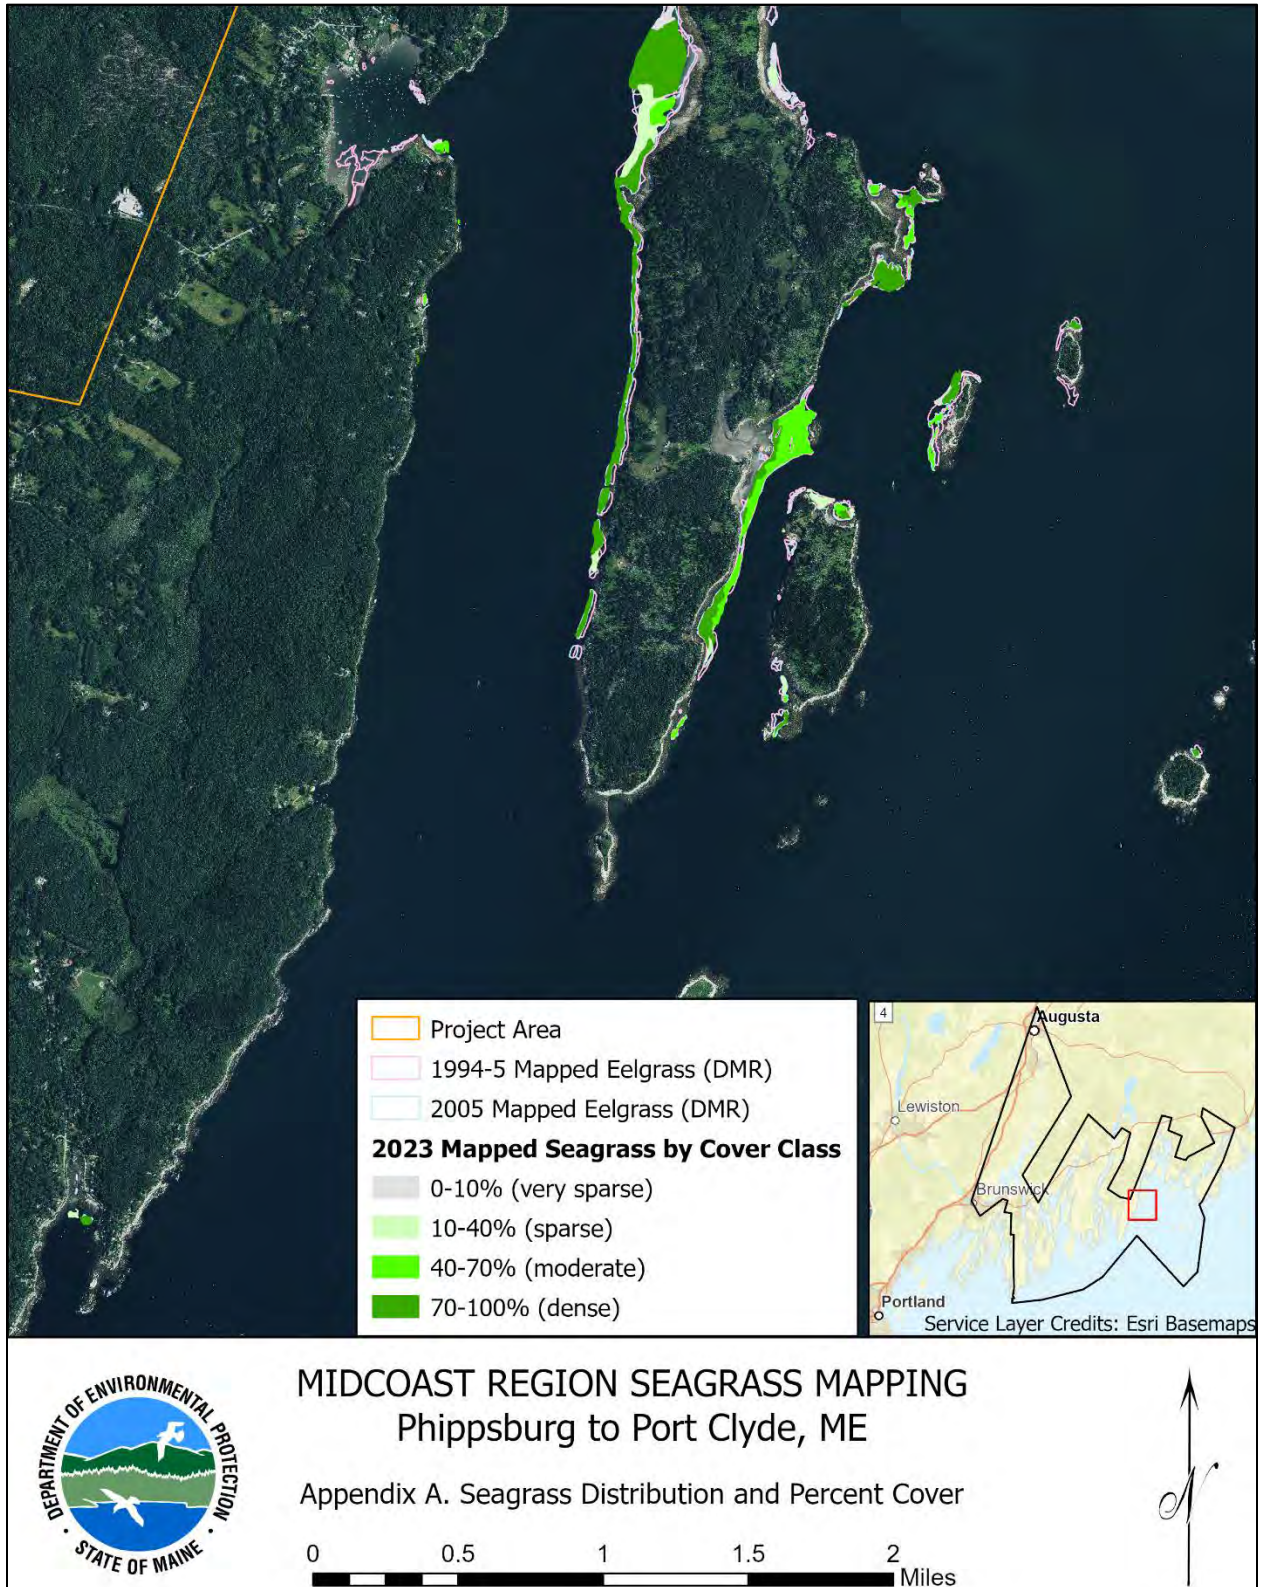 Project Area
1994-5 Mapped Eelgrass (DMR)
2005 Mapped Eelgrass (DMR)
2023 Mapped Seagrass by Cover Class
0-10% (very sparse)
10-40% (sparse)
40-70% (moderate)
70-100% (dense)
4
Augusta
Lewiston
Brunswick
Portland
Service Layer Credits: Esri Basemaps
DEPARTMENT OF ENVIRONMENTAL PROTECTION
• STATE OF MAINE •
MIDCOAST REGION SEAGRASS MAPPING
Phippsburg to Port Clyde, ME
Appendix A. Seagrass Distribution and Percent Cover
0 0.5 1 1.5 2
Miles
N